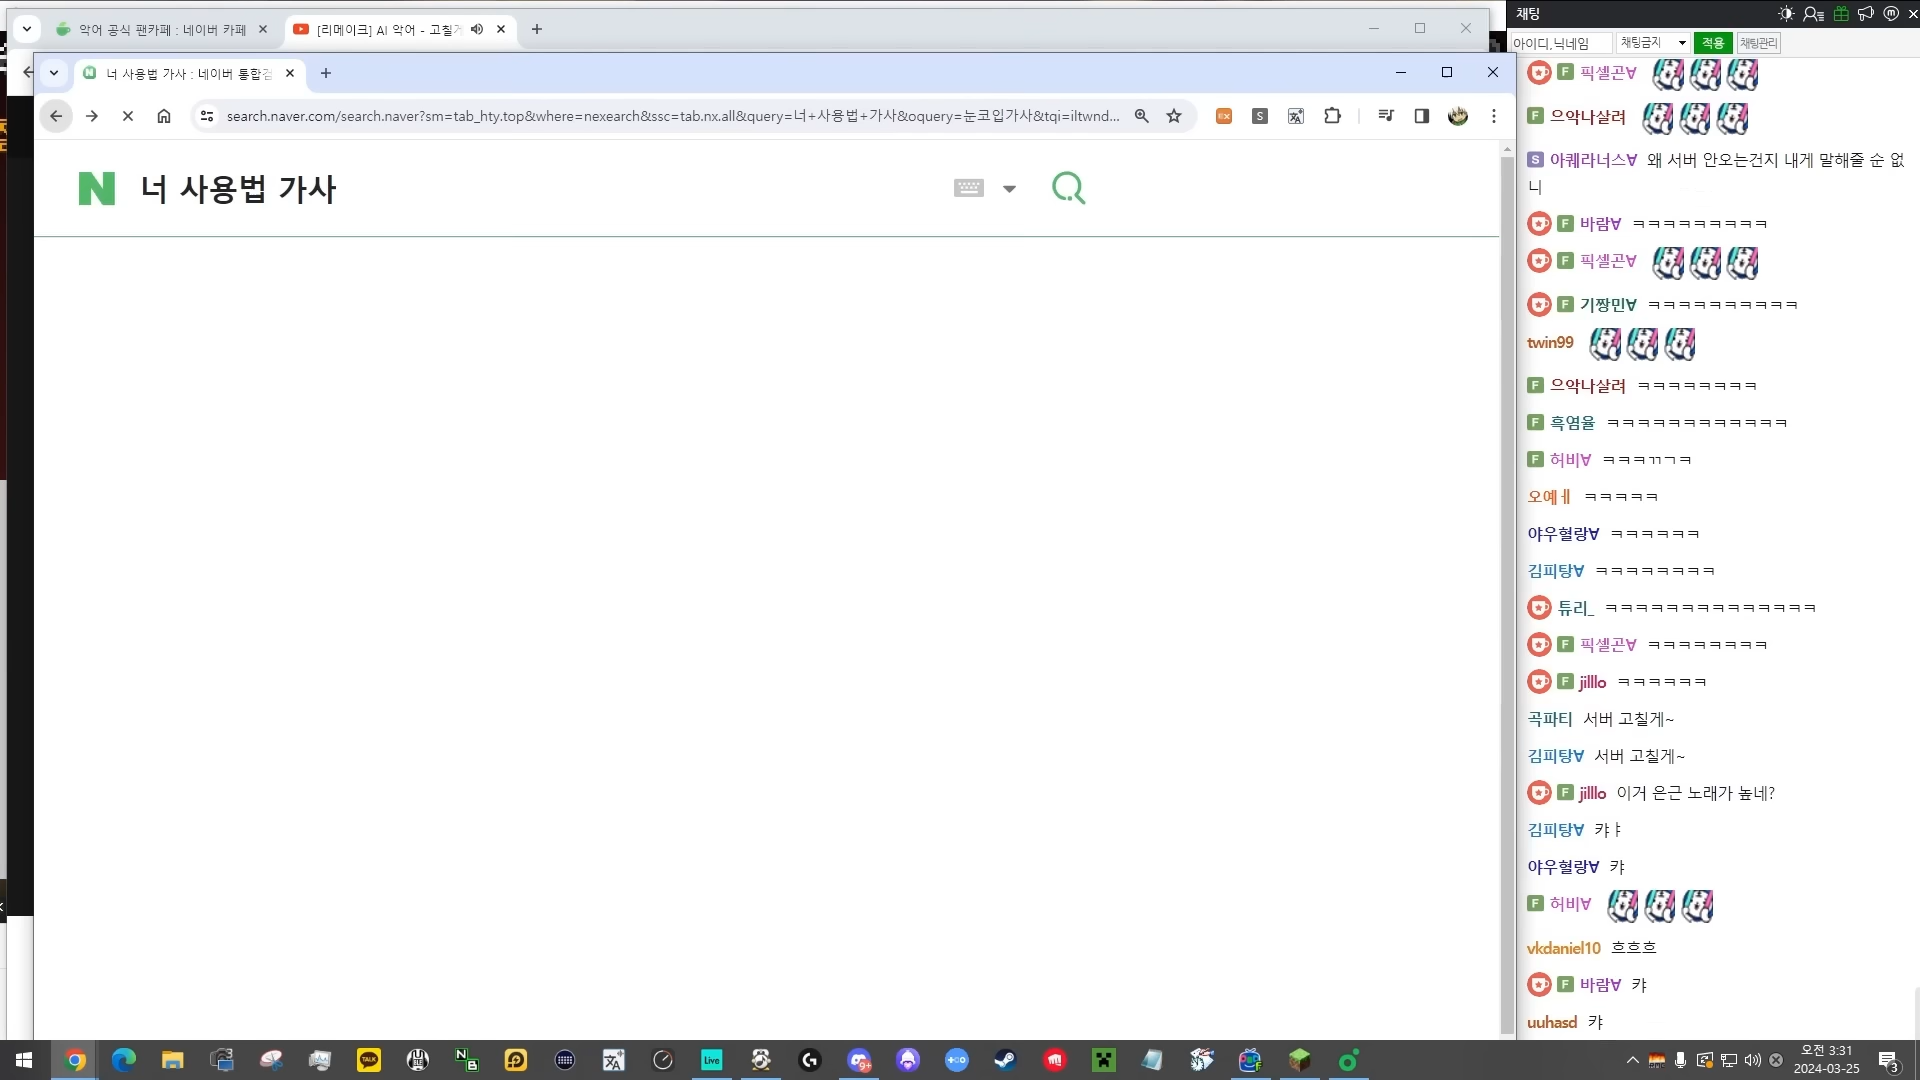 악어 공식 팬카페 : 네이버 카페
[리메이크] AI 악어 - 고칠게
너 사용법 가사 : 네이버 통합검
search.naver.com/search.naver?sm=tab_hty.top&where=nexearch&ssc=tab.nx.all&query=너+사용법+가사&oquery=눈코입가사&tqi=iltwnd...
N 너 사용법 가사
채팅
아이디,닉네임 채팅금지 적용 채팅관리
F 픽셀곤∀
F 으악나살려
S 아퀘라너스∀ 왜 서버 안오는건지 내게 말해줄 순 없
니
F 바람∀ ㅋㅋㅋㅋㅋㅋㅋㅋㅋ
F 픽셀곤∀
F 기짱민∀ ㅋㅋㅋㅋㅋㅋㅋㅋㅋㅋ
twin99
F 으악나살려 ㅋㅋㅋㅋㅋㅋㅋㅋ
F 흑염율 ㅋㅋㅋㅋㅋㅋㅋㅋㅋㅋㅋㅋ
F 허비∀ ㅋㅋㅋㄲㄱㅋ
오예ㅔ ㅋㅋㅋㅋㅋ
야우혈랑∀ ㅋㅋㅋㅋㅋㅋ
김피탕∀ ㅋㅋㅋㅋㅋㅋㅋㅋ
튜리_ ㅋㅋㅋㅋㅋㅋㅋㅋㅋㅋㅋㅋㅋㅋ
F 픽셀곤∀ ㅋㅋㅋㅋㅋㅋㅋㅋ
F jilllo ㅋㅋㅋㅋㅋㅋ
곡파티 서버 고칠게~
김피탕∀ 서버 고칠게~
F jilllo 이거 은근 노래가 높네?
김피탕∀ 캬ㅑ
야우혈랑∀ 캬
F 허비∀
vkdaniel10 흐흐흐
F 바람∀ 캬
uuhasd 캬
TALK
Live
9+
오전 3:31
2024-03-25
3